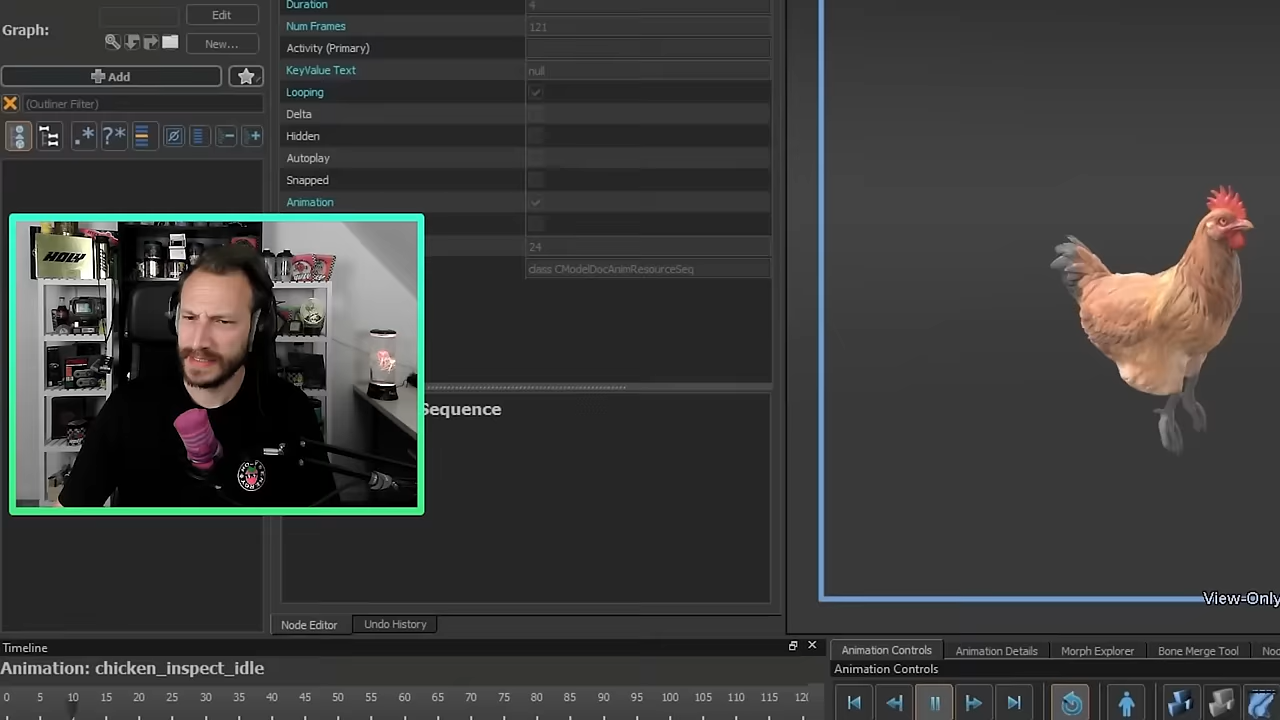 Graph:
Edit
New...
Add
(Outliner Filter)
Duration 4
Num Frames 121
Activity (Primary)
KeyValue Text null
Looping
Delta
Hidden
Autoplay
Snapped
Animation
24
class CModelDocAnimResourceSeq
HOLY
Sequence
View-Only
Node Editor
Undo History
Timeline
Animation: chicken_inspect_idle
0 5 10 15 20 25 30 35 40 45 50 55 60 65 70 75 80 85 90 95 100 105 110 115 120
Animation Controls
Animation Details
Morph Explorer
Bone Merge Tool
Animation Controls